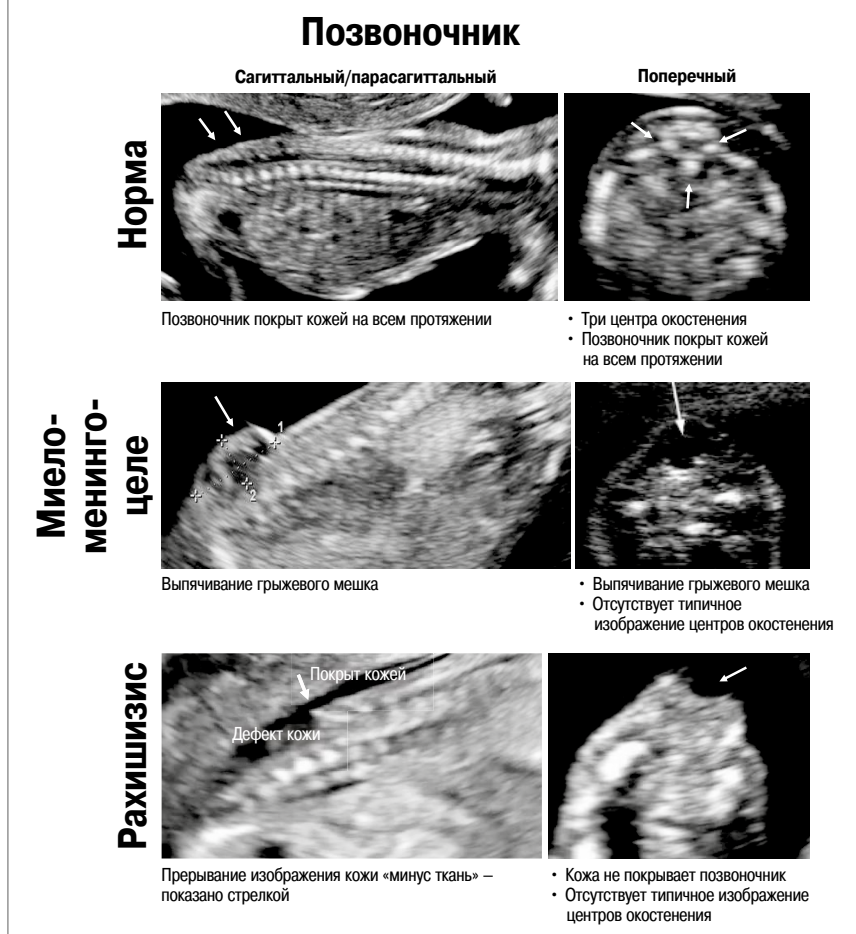 Позвоночник
Сагиттальный/парасагиттальный
Поперечный
Норма
Позвоночник покрыт кожей на всем протяжении
• Три центра окостенения
• Позвоночник покрыт кожей
на всем протяжении
Миело-
менинго-
целе
1
2
Выпячивание грыжевого мешка
• Выпячивание грыжевого мешка
• Отсутствует типичное
изображение центров окостенения
Рахишизис
Покрыт кожей
Дефект кожи
Прерывание изображения кожи «минус ткань» –
показано стрелкой
• Кожа не покрывает позвоночник
• Отсутствует типичное изображение
центров окостенения